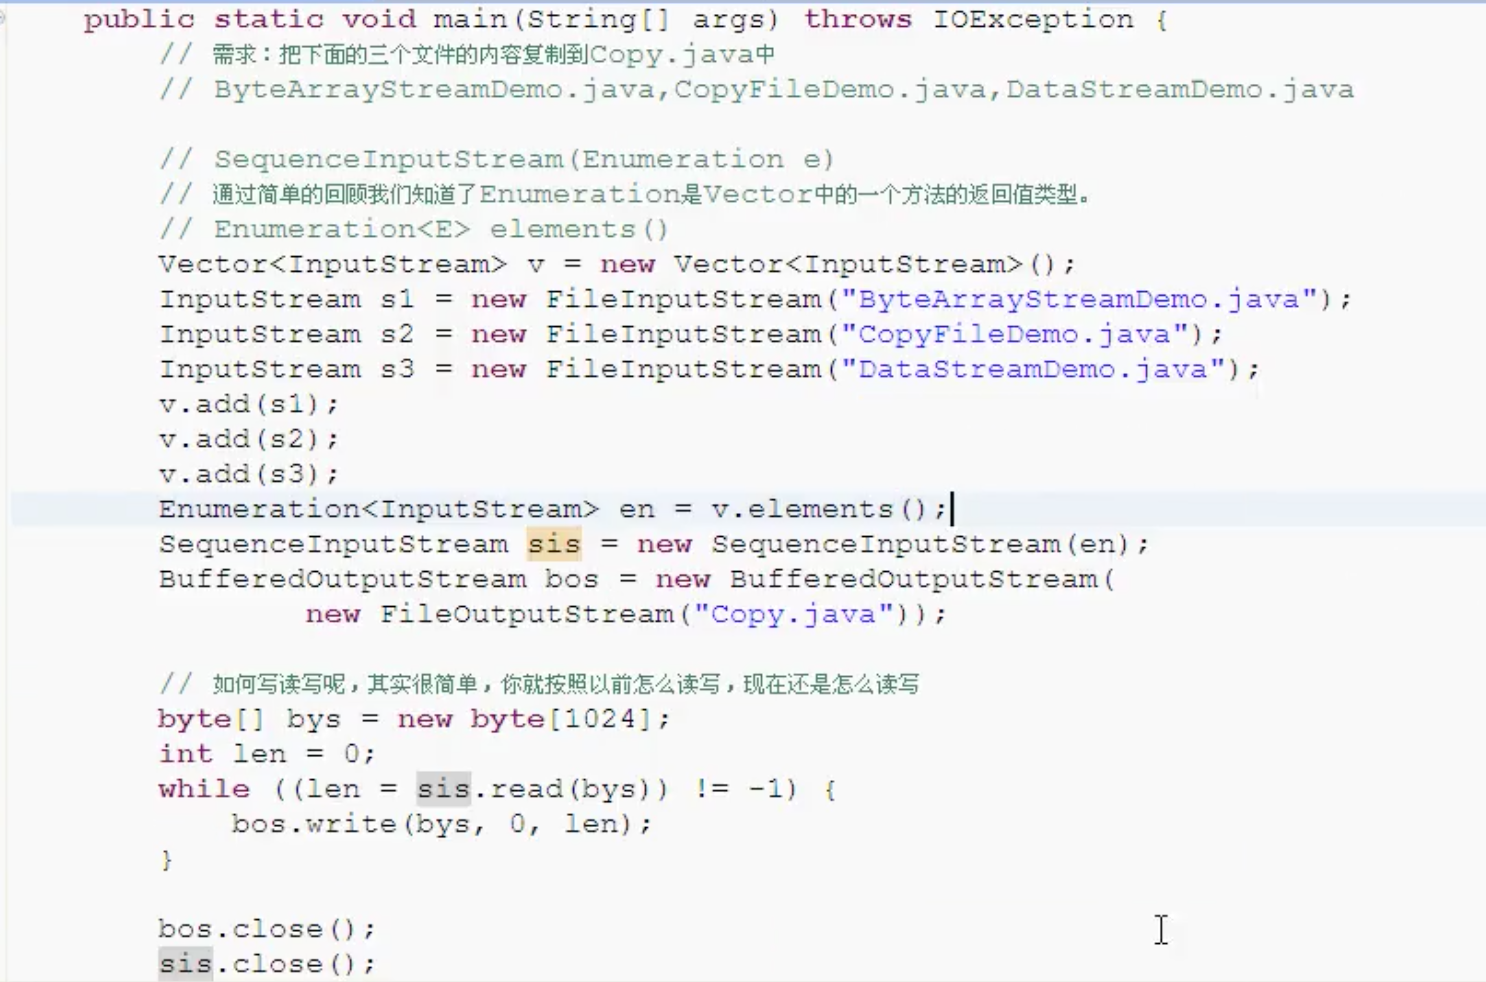 public static void main(String[] args) throws IOException {
// 需求：把下面的三个文件的内容复制到Copy.java中
// ByteArrayStreamDemo.java,CopyFileDemo.java,DataStreamDemo.java
// SequenceInputStream(Enumeration e)
// 通过简单的回顾我们知道了Enumeration是Vector中的一个方法的返回值类型。
// Enumeration<E> elements()
Vector<InputStream> v = new Vector<InputStream>();
InputStream s1 = new FileInputStream("ByteArrayStreamDemo.java");
InputStream s2 = new FileInputStream("CopyFileDemo.java");
InputStream s3 = new FileInputStream("DataStreamDemo.java");
v.add(s1);
v.add(s2);
v.add(s3);
Enumeration<InputStream> en = v.elements();
SequenceInputStream sis = new SequenceInputStream(en);
BufferedOutputStream bos = new BufferedOutputStream(
new FileOutputStream("Copy.java"));
// 如何写读写呢，其实很简单，你就按照以前怎么读写，现在还是怎么读写
byte[] bys = new byte[1024];
int len = 0;
while ((len = sis.read(bys)) != -1) {
bos.write(bys, 0, len);
}
bos.close();
sis.close();